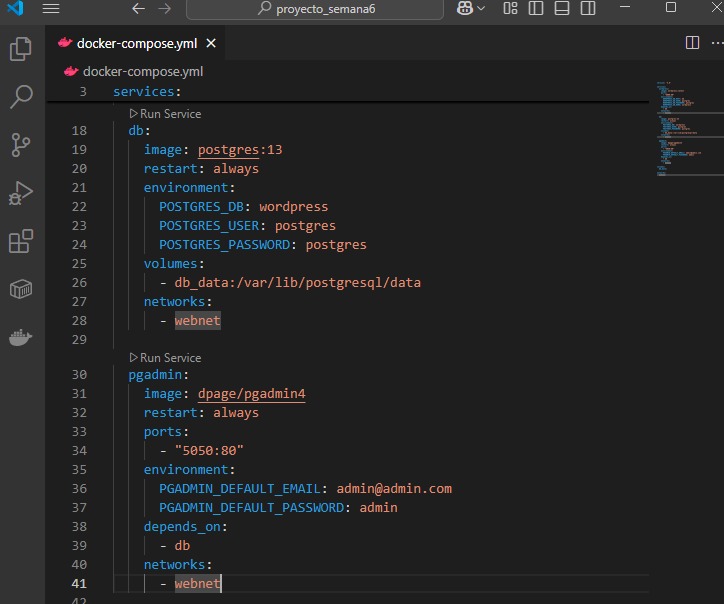 proyecto_semana6
docker-compose.yml
docker-compose.yml
3 services:
Run Service
18 db:
19 image: postgres:13
20 restart: always
21 environment:
22 POSTGRES_DB: wordpress
23 POSTGRES_USER: postgres
24 POSTGRES_PASSWORD: postgres
25 volumes:
26 - db_data:/var/lib/postgresql/data
27 networks:
28 - webnet
29
Run Service
30 pgadmin:
31 image: dpage/pgadmin4
32 restart: always
33 ports:
34 - "5050:80"
35 environment:
36 PGADMIN_DEFAULT_EMAIL: admin@admin.com
37 PGADMIN_DEFAULT_PASSWORD: admin
38 depends_on:
39 - db
40 networks:
41 - webnet
42